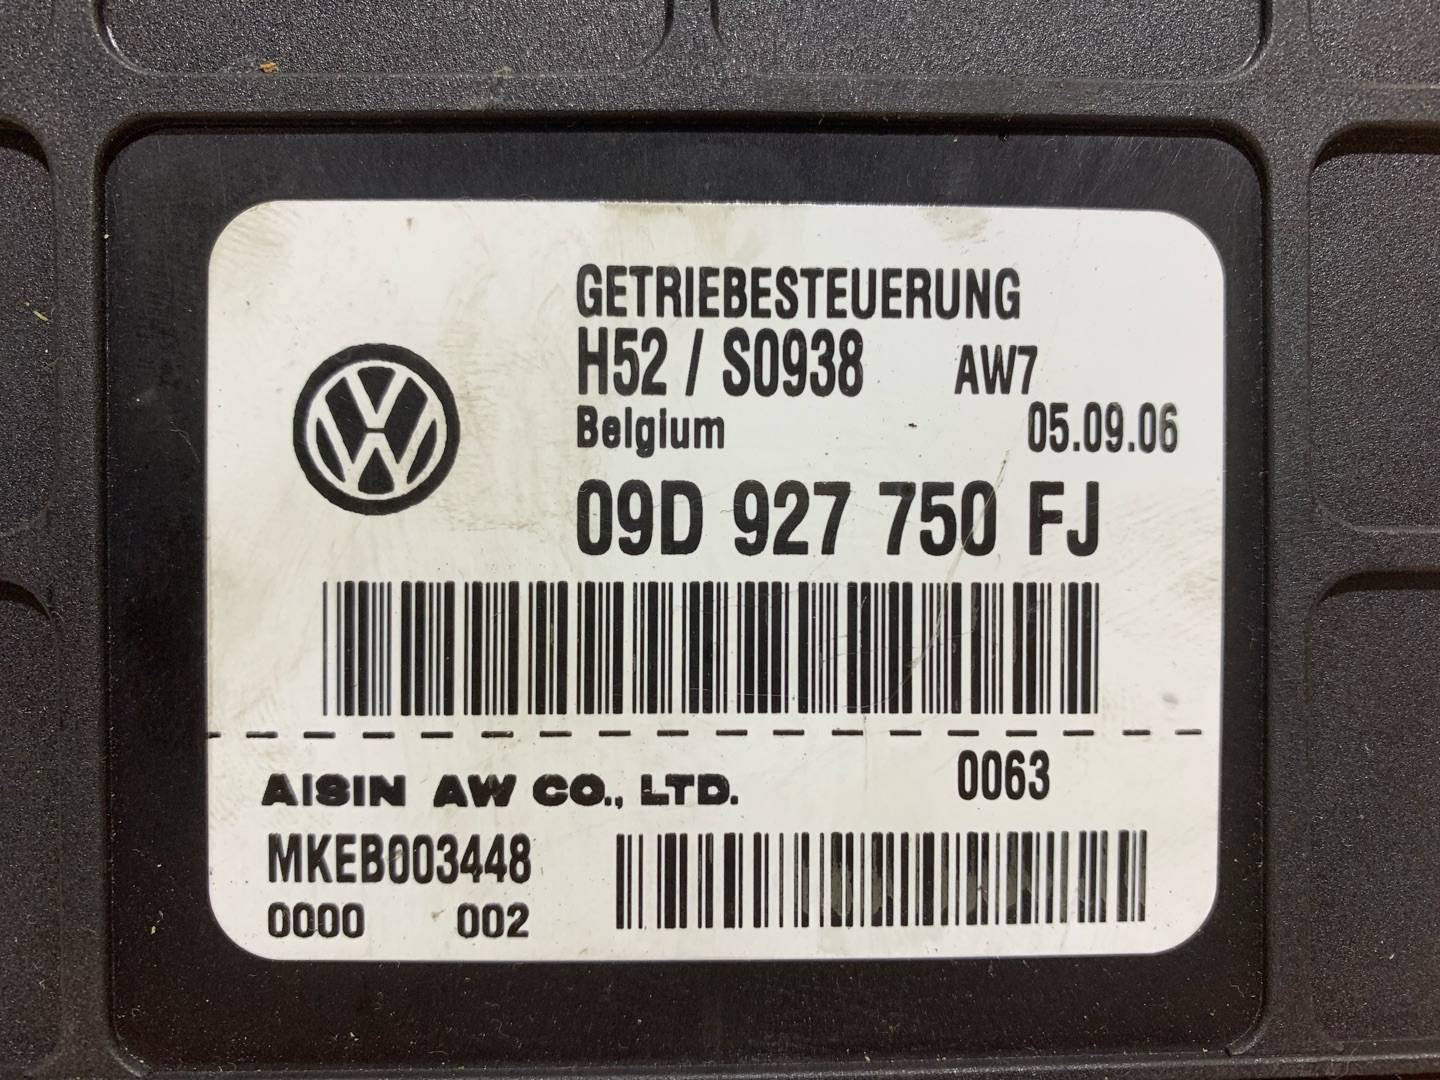 GETRIEBESTEUERUNG
H52 / S0938 AW7
Belgium 05.09.06
09D 927 750 FJ
AISIN AW CO., LTD. 0063
MKEB003448
0000 002